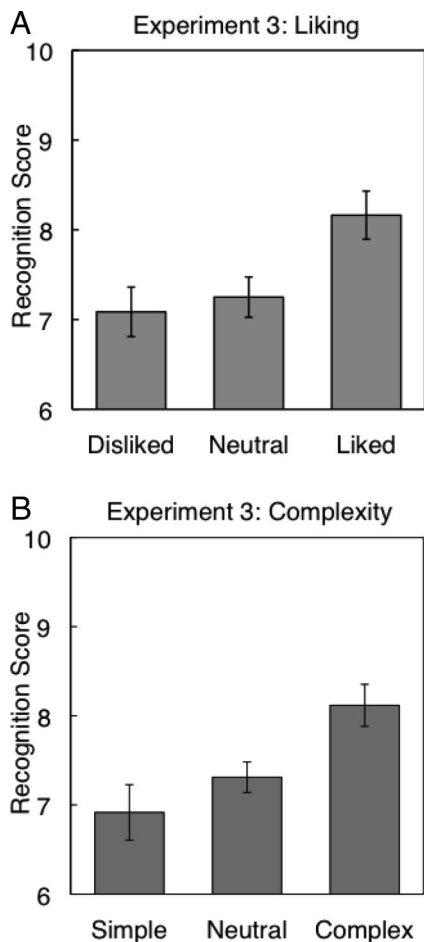 A
Experiment 3: Liking
Recognition Score
10
9
8
7
6
Disliked Neutral Liked
B
Experiment 3: Complexity
Recognition Score
10
9
8
7
6
Simple Neutral Complex